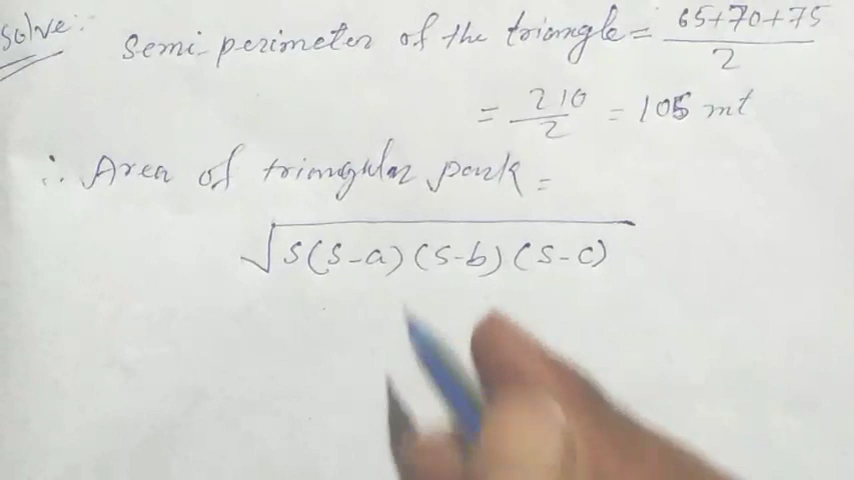 Solve:
Semi-perimeter of the triangle = 65+70+75 / 2
= 210 / 2 = 105 mt
∴ Area of triangular park =
√S(S-a)(S-b)(S-c)